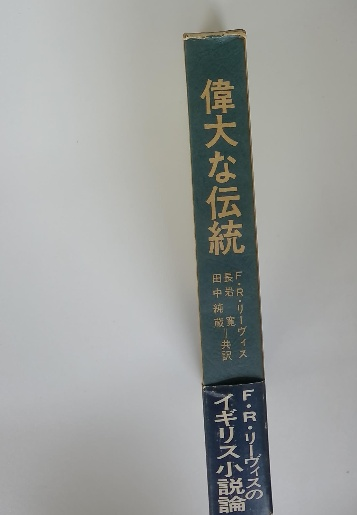 偉大な伝統
F・R・リーヴィス
長岩 寛
田中純蔵
共訳
F・R・リーヴィスの
イギリス小説論